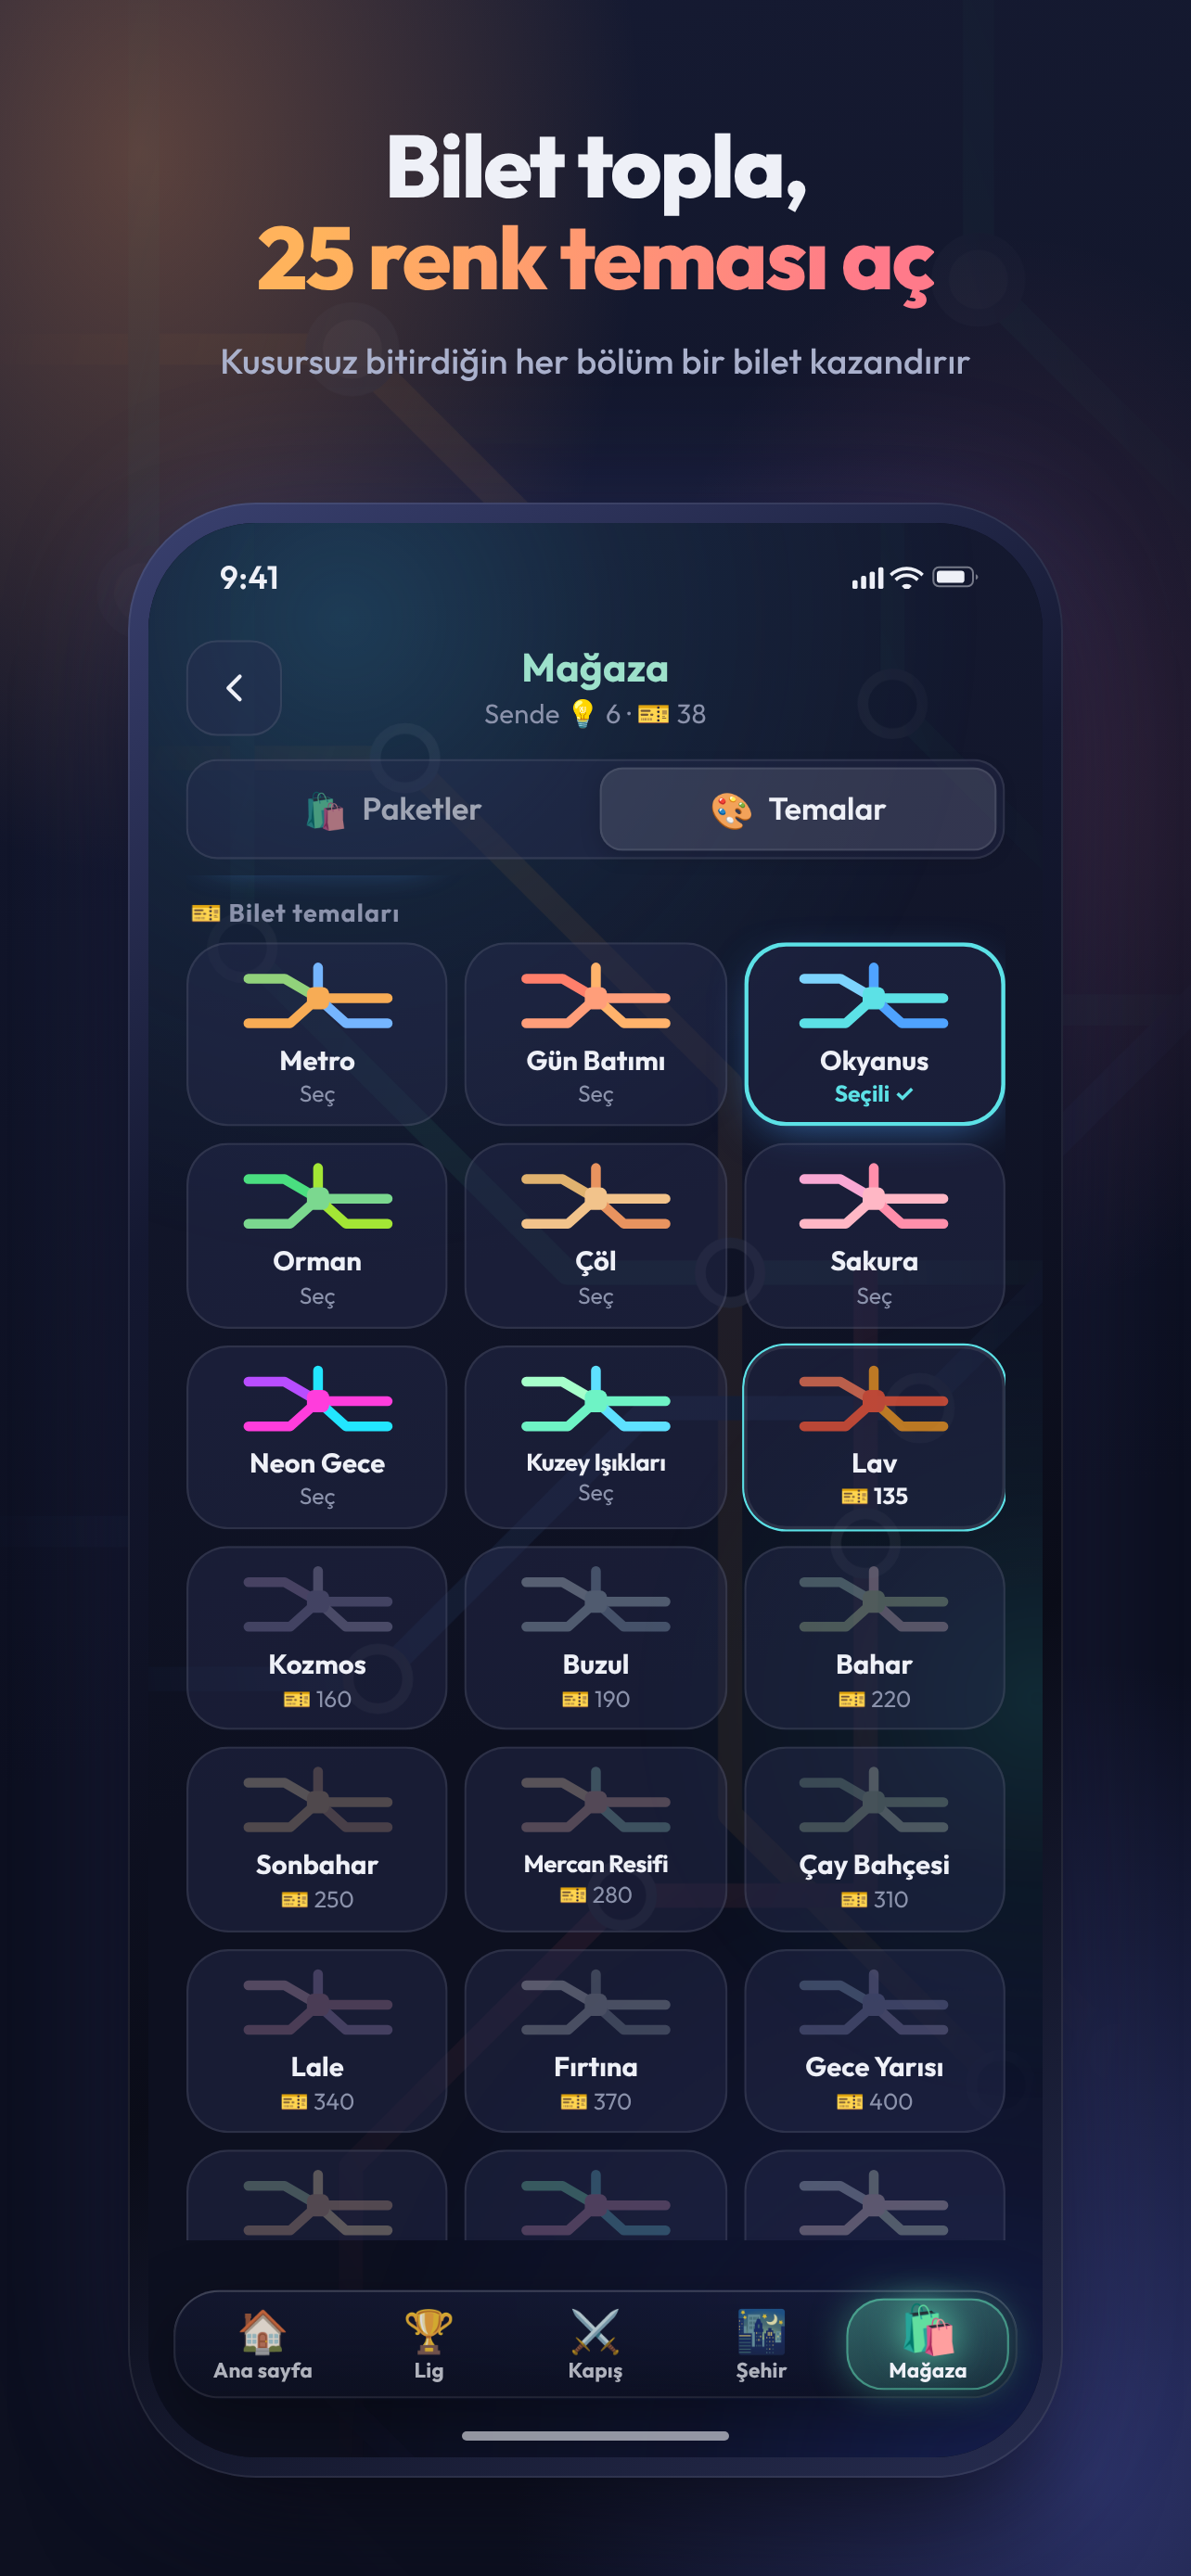 Bilet topla,
25 renk teması aç
Kusursuz bitirdiğin her bölüm bir bilet kazandırır
9:41
Mağaza
Sende 💡 6 · 🎫 38
🛍️ Paketler
🎨 Temalar
🎫 Bilet temaları
Metro
Seç
Gün Batımı
Seç
Okyanus
Seçili ✓
Orman
Seç
Çöl
Seç
Sakura
Seç
Neon Gece
Seç
Kuzey Işıkları
Seç
Lav
🎫 135
Kozmos
🎫 160
Buzul
🎫 190
Bahar
🎫 220
Sonbahar
🎫 250
Mercan Resifi
🎫 280
Çay Bahçesi
🎫 310
Lale
🎫 340
Fırtına
🎫 370
Gece Yarısı
🎫 400
Ana sayfa
Lig
Kapış
Şehir
Mağaza